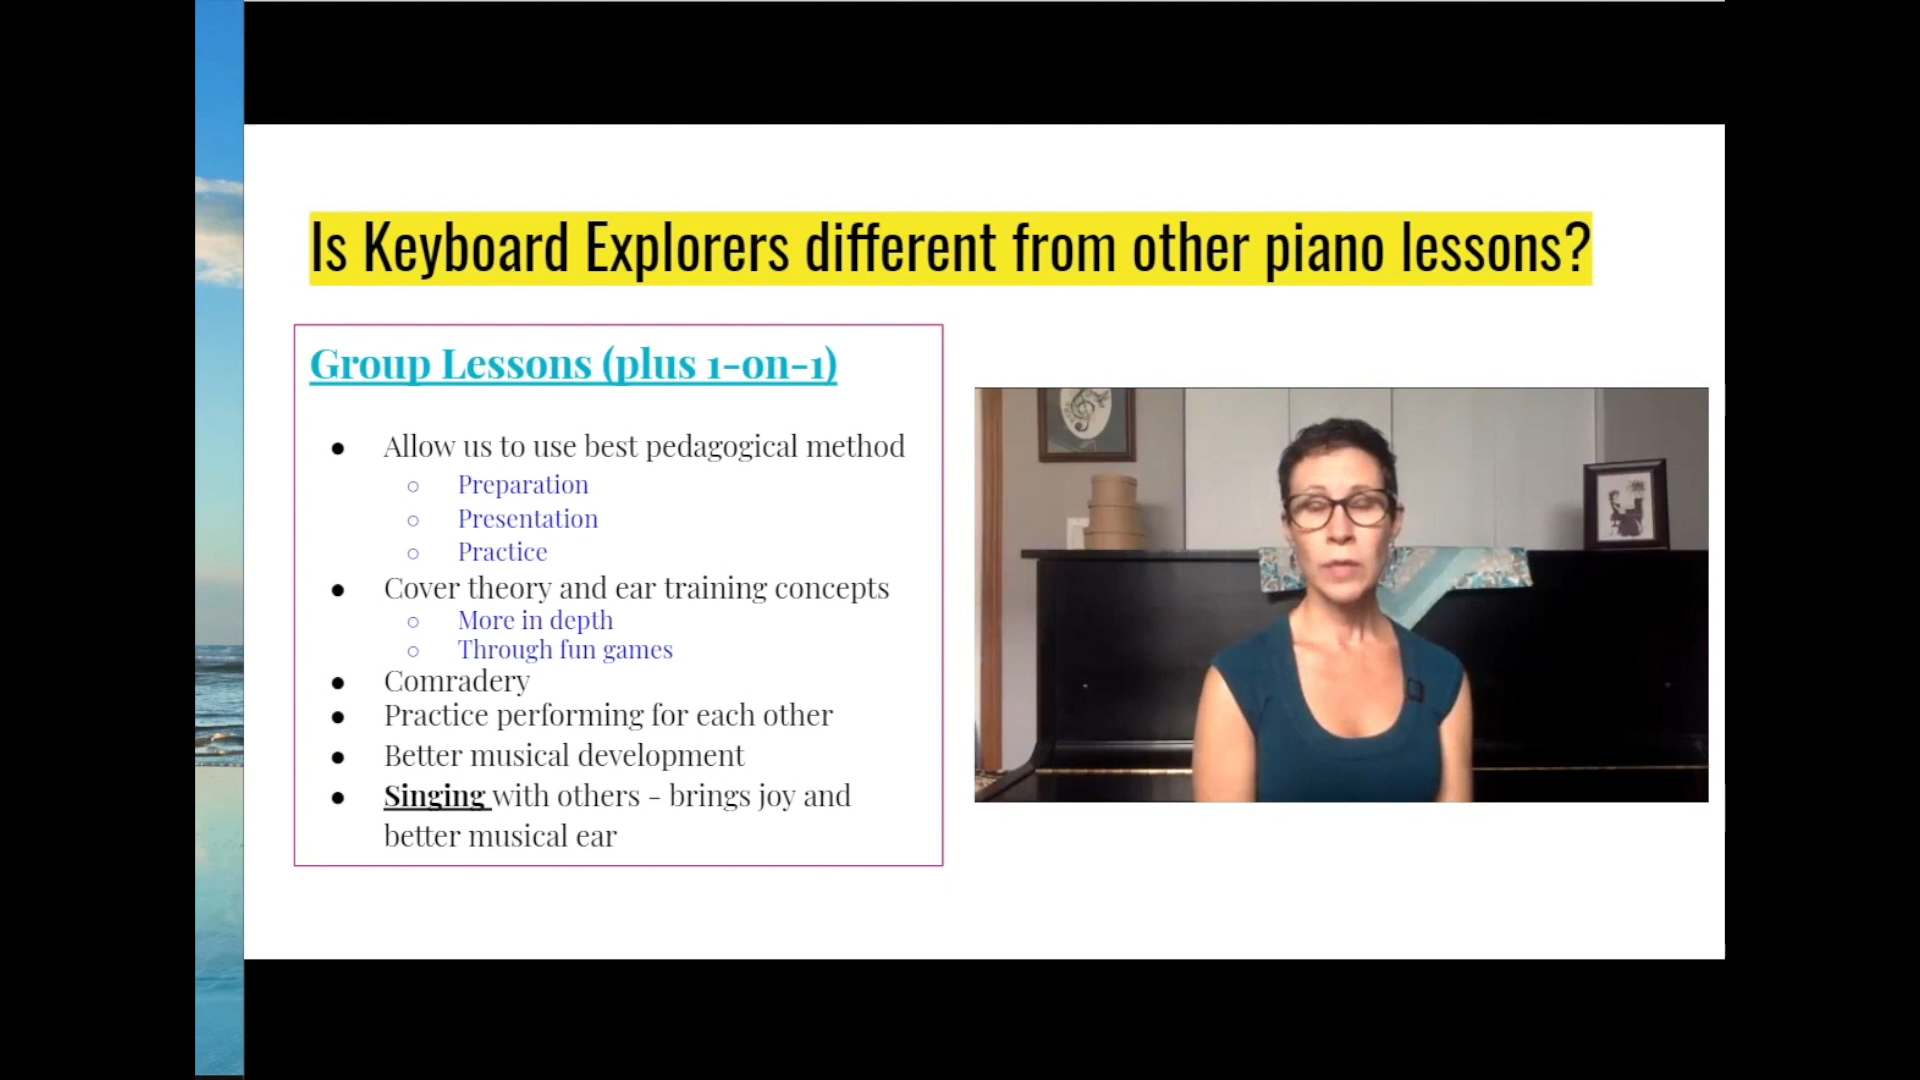 Is Keyboard Explorers different from other piano lessons?
Group Lessons (plus 1-on-1)
● Allow us to use best pedagogical method
○ Preparation
○ Presentation
○ Practice
● Cover theory and ear training concepts
○ More in depth
○ Through fun games
● Comradery
● Practice performing for each other
● Better musical development
● Singing with others - brings joy and
better musical ear